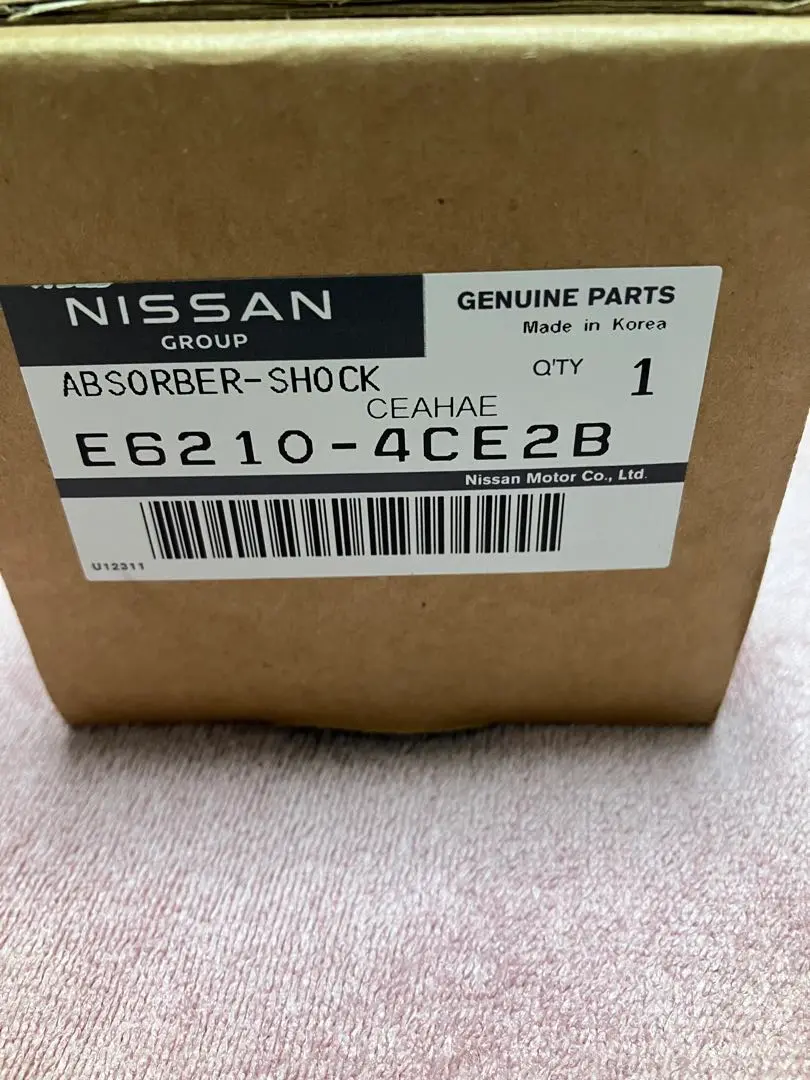 NISSAN
GROUP
GENUINE PARTS
Made in Korea
ABSORBER-SHOCK
Q'TY 1
CEAHAE
E6210-4CE2B
Nissan Motor Co., Ltd.
U12311